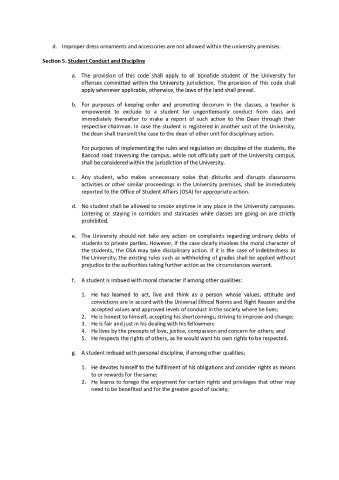 d. Improper dress ornaments and accessories are not allowed within the university premises.
Section 5. Student Conduct and Discipline
a. The provision of this code shall apply to all bonafide student of the University for
offenses committed within the University jurisdiction. The provision of this code shall
apply whenever applicable, otherwise, the laws of the land shall prevail.
b. For purposes of keeping order and promoting decorum in the classes, a teacher is
empowered to exclude to a student for ungentlemanly conduct from class and
immediately thereafter to make a report of such action to the Dean through their
respective chairman. In case the student is registered in another unit of the University,
the dean shall transmit the case to the dean of other unit for disciplinary action.
For purposes of implementing the rules and regulation on discipline of the students, the
Bancod road traversing the campus, while not officially part of the University campus,
shall be considered within the jurisdiction of the University.
c. Any student, who makes unnecessary noise that disturbs and disrupts classrooms
activities or other similar proceedings in the University premises, shall be immediately
reported to the Office of Student Affairs (OSA) for appropriate action.
d. No student shall be allowed to smoke anytime in any place in the University campuses.
Loitering or staying in corridors and staircases while classes are going on are strictly
prohibited.
e. The University should not take any action on complaints regarding ordinary debts of
students to private parties. However, if the case clearly involves the moral character of
the students, the OSA may take disciplinary action. If it is the case of indebtedness to
the University, the existing rules such as withholding of grades shall be applied without
prejudice to the authorities taking further action as the circumstances warrant.
f. A student is imbued with moral character if among other qualities:
1. He has learned to act, live and think as a person whose values, attitude and
convictions are in accord with the Universal Ethical Norms and Right Reason and the
accepted values and approved levels of conduct in the society where he lives;
2. He is honest to himself, accepting his shortcomings, striving to improve and change;
3. He is fair and just in his dealing with his fellowmen;
4. He lives by the precepts of love, justice, compassion and concern for others; and
5. He respects the rights of others, as he would want his own rights to be respected.
g. A student imbued with personal discipline, if among other qualities;
1. He devotes himself to the fulfillment of his obligations and consider rights as means
to or rewards for the same;
2. He learns to forego the enjoyment for certain rights and privileges that other may
need to be benefited and for the greater good of society;